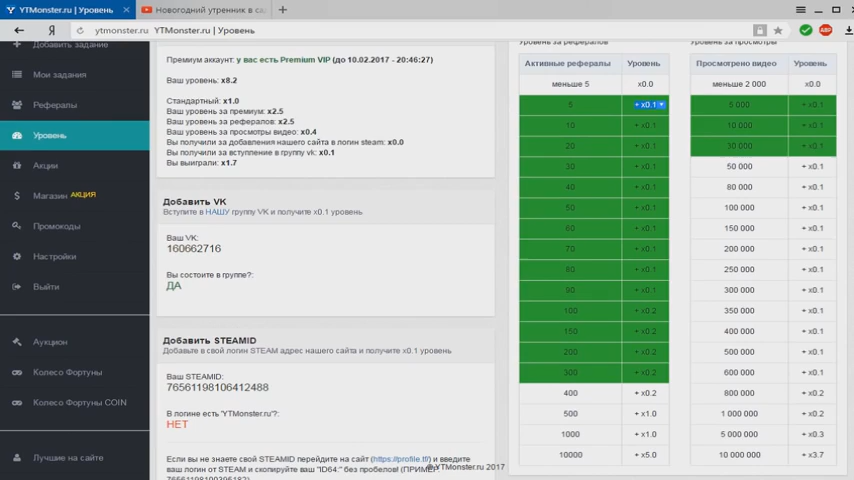 YTMonster.ru | Уровень
Новогодний утренник в са
ytmonster.ru YTMonster.ru | Уровень
Добавить задание
Мои задания
Рефералы
Уровень
Акции
Магазин АКЦИЯ
Промокоды
Настройки
Выйти
Аукцион
Колесо Фортуны
Колесо Фортуны COIN
Лучшие на сайте
Премиум аккаунт: у вас есть Premium VIP (до 10.02.2017 - 20:46:27)
Ваш уровень: x8.2
Стандартный: x1.0
Ваш уровень за премиум: x2.5
Ваш уровень за рефералов: x2.5
Ваш уровень за просмотры видео: x0.4
Вы получили за добавления нашего сайта в логин steam: x0.0
Вы получили за вступление в группу vk: x0.1
Вы выиграли: x1.7
Добавить VK
Вступите в НАШУ группу VK и получите x0.1 уровень
Ваш VK:
160662716
Вы состоите в группе?:
ДА
Добавить STEAMID
Добавьте в свой логин STEAM адрес нашего сайта и получите x0.1 уровень
Ваш STEAMID:
76561198106412488
В логине есть "YTMonster.ru"?:
НЕТ
Если вы не знаете свой STEAMID перейдите на сайт (https://profile.tf/) и введите
ваш логин от STEAM и скопируйте ваш "ID64:" без пробелов! (ПРИМЕР:
© YTMonster.ru 2017
Уровень за рефералов
Активные рефералы Уровень
меньше 5 x0.0
5 + x0.1
10 + x0.1
20 + x0.1
30 + x0.1
40 + x0.1
50 + x0.1
60 + x0.1
70 + x0.1
80 + x0.1
90 + x0.1
100 + x0.2
150 + x0.2
200 + x0.2
300 + x0.2
400 + x0.2
500 + x1.0
1000 + x1.0
10000 + x5.0
Уровень за просмотры
Просмотрено видео Уровень
меньше 2 000 x0.0
5 000 + x0.1
10 000 + x0.1
30 000 + x0.1
50 000 + x0.1
80 000 + x0.1
100 000 + x0.1
150 000 + x0.1
200 000 + x0.1
250 000 + x0.1
300 000 + x0.1
350 000 + x0.1
400 000 + x0.1
500 000 + x0.1
600 000 + x0.1
800 000 + x0.2
1 000 000 + x0.2
5 000 000 + x0.3
10 000 000 + x3.7